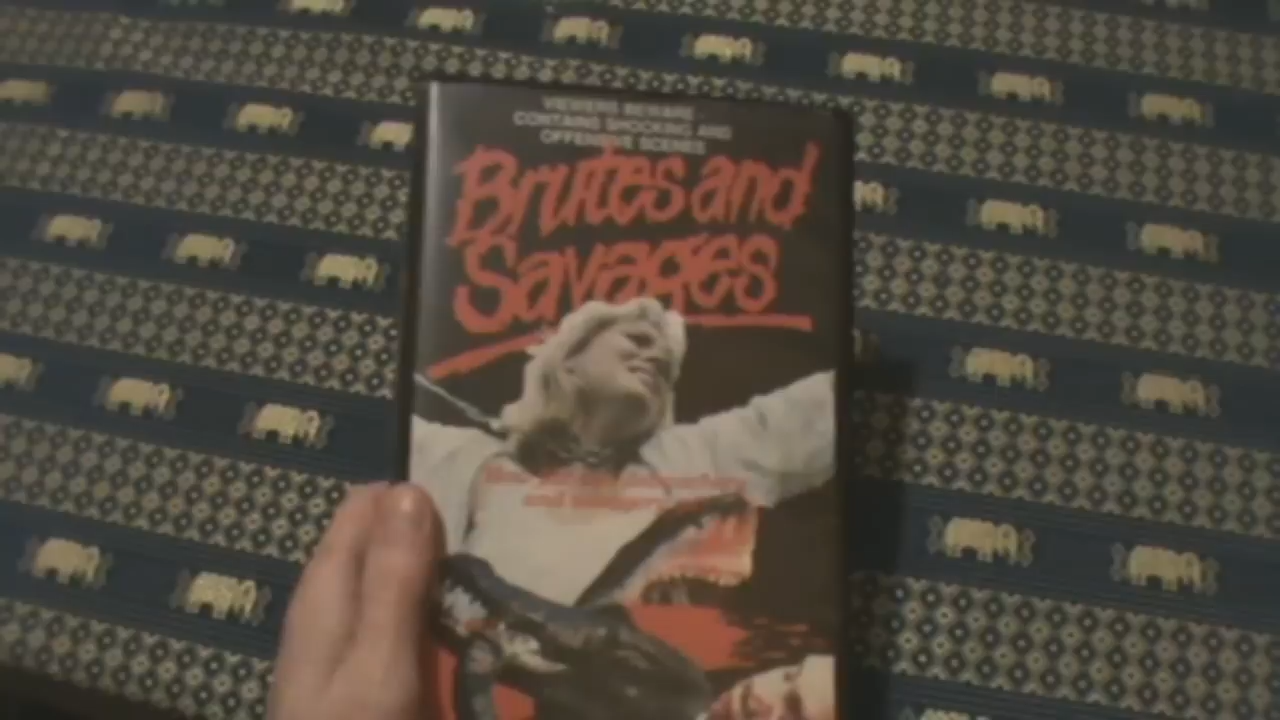 VIEWERS BEWARE -
CONTAINS SHOCKING AND
OFFENSIVE SCENES
Brutes and
Savages